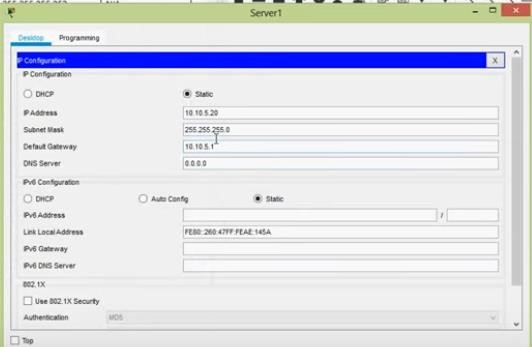 Server1
Desktop Programming
IP Configuration X
IP Configuration
DHCP Static
IP Address 10.10.5.20
Subnet Mask 255.255.255.0
Default Gateway 10.10.5.1
DNS Server 0.0.0.0
IPv6 Configuration
DHCP Auto Config Static
IPv6 Address /
Link Local Address FE80::260:47FF:FEAE:145A
IPv6 Gateway
IPv6 DNS Server
802.1X
Use 802.1X Security
Authentication MD5
Top